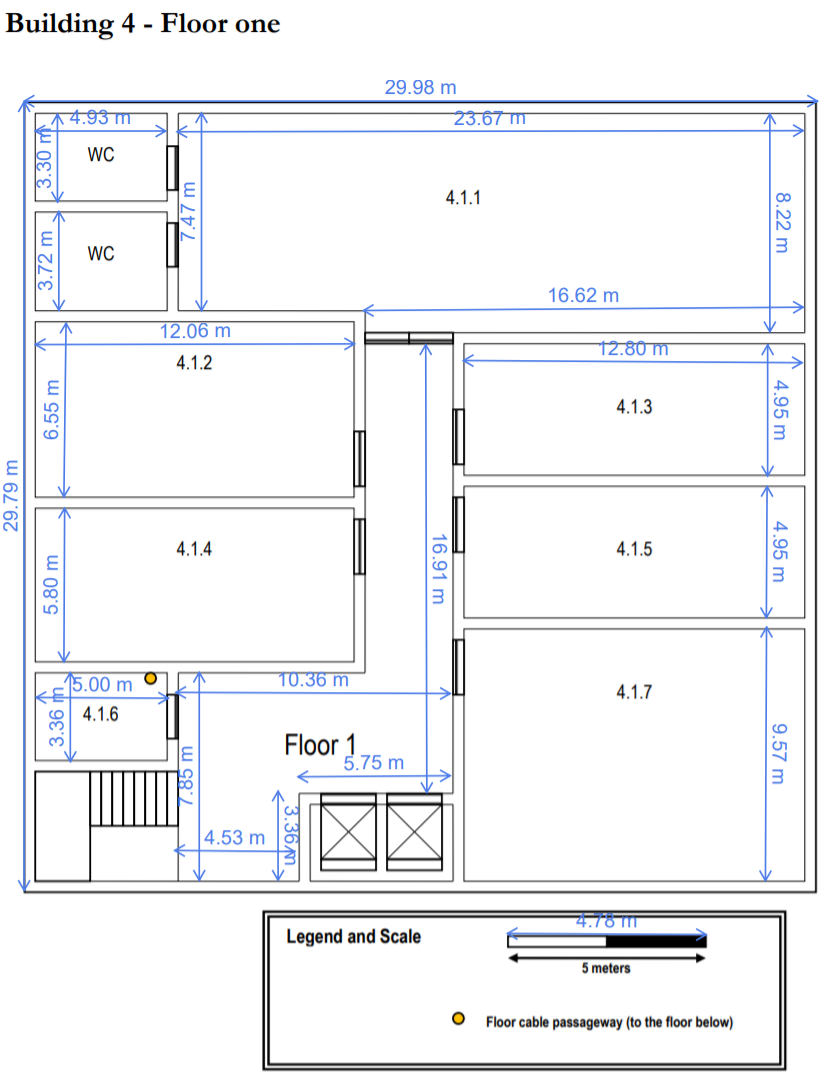 Building 4 - Floor one
29.98 m
4.93 m
23.67 m
3.30 m
WC
7.47 m
4.1.1
8.22 m
3.72 m
WC
16.62 m
12.06 m
4.1.2
12.80 m
6.55 m
4.1.3
4.95 m
29.79 m
4.1.4
5.80 m
16.91 m
4.1.5
4.95 m
5.00 m
10.36 m
3.36 m
4.1.6
4.1.7
Floor 1
5.75 m
9.57 m
7.85 m
4.53 m
3.36 m
4.78 m
Legend and Scale
5 meters
Floor cable passageway (to the floor below)